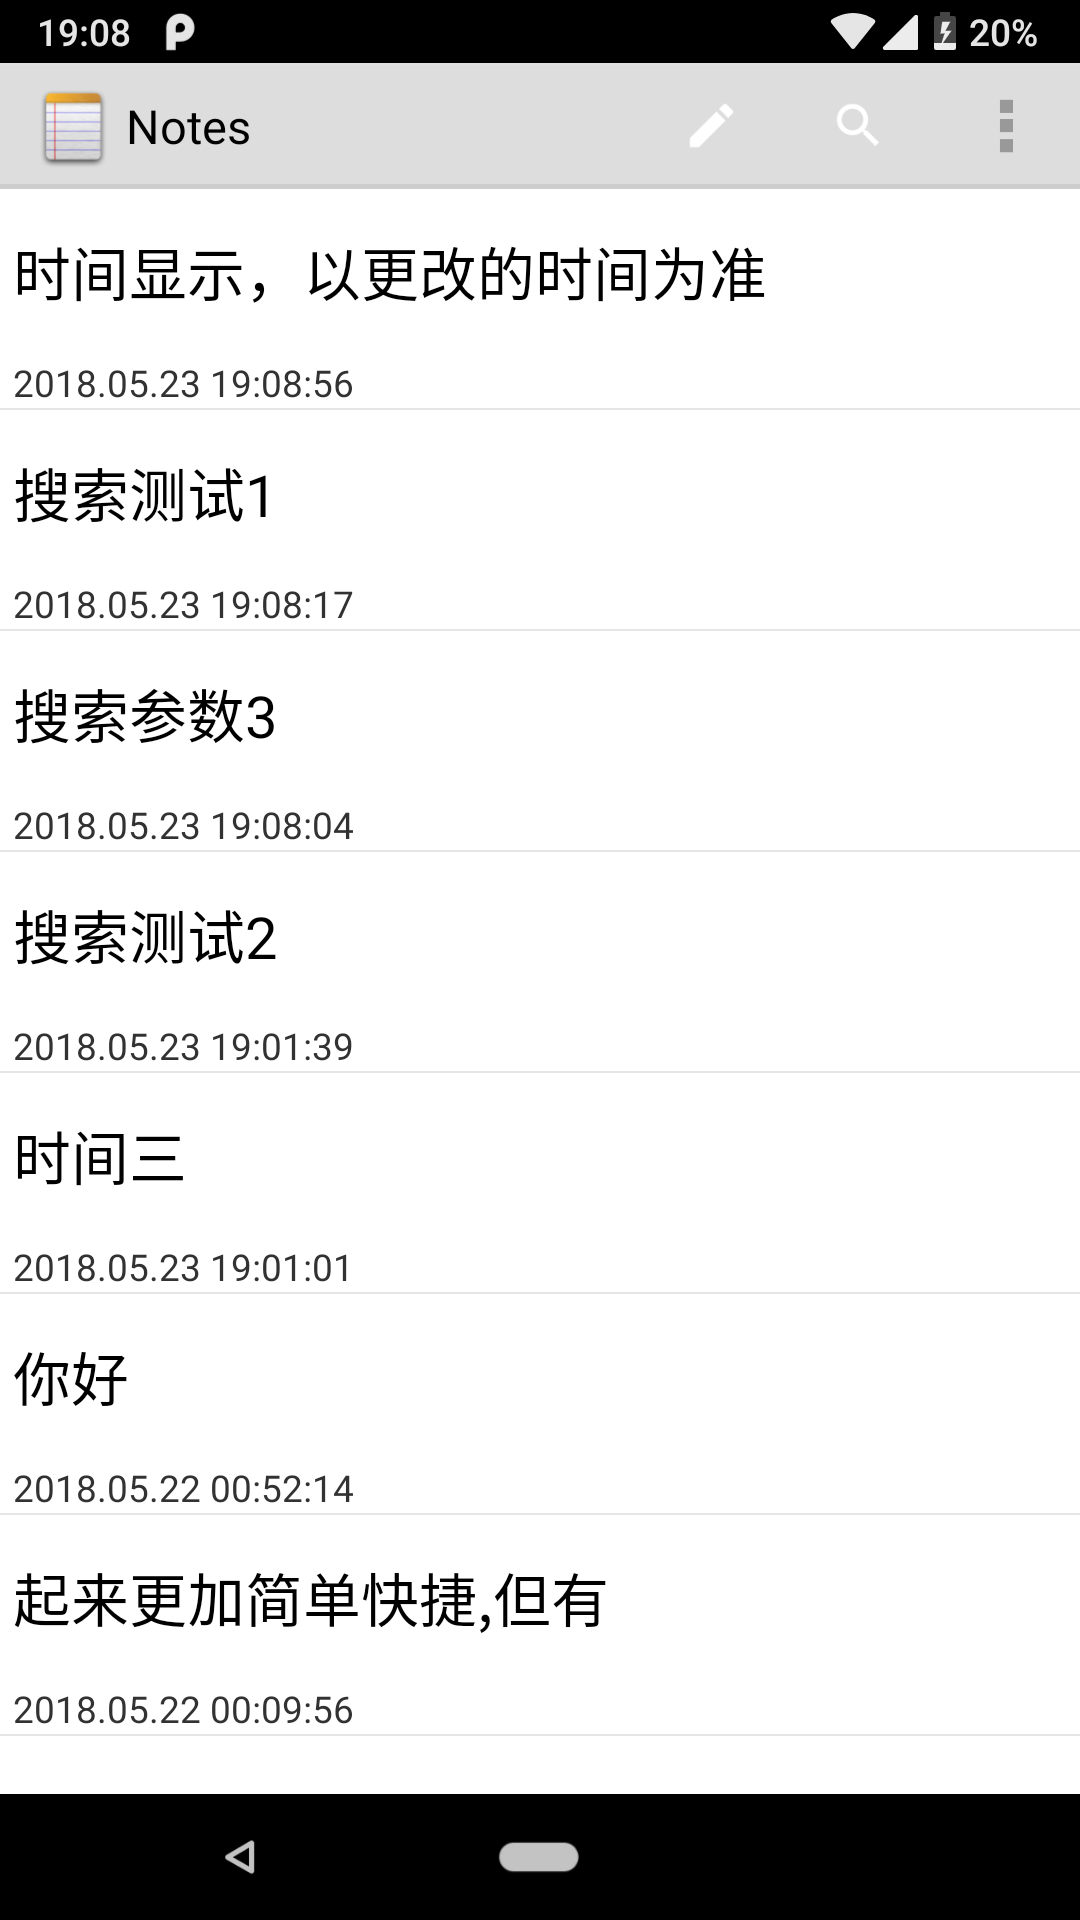 19:08
20%
Notes
时间显示，以更改的时间为准
2018.05.23 19:08:56
搜索测试1
2018.05.23 19:08:17
搜索参数3
2018.05.23 19:08:04
搜索测试2
2018.05.23 19:01:39
时间三
2018.05.23 19:01:01
你好
2018.05.22 00:52:14
起来更加简单快捷,但有
2018.05.22 00:09:56